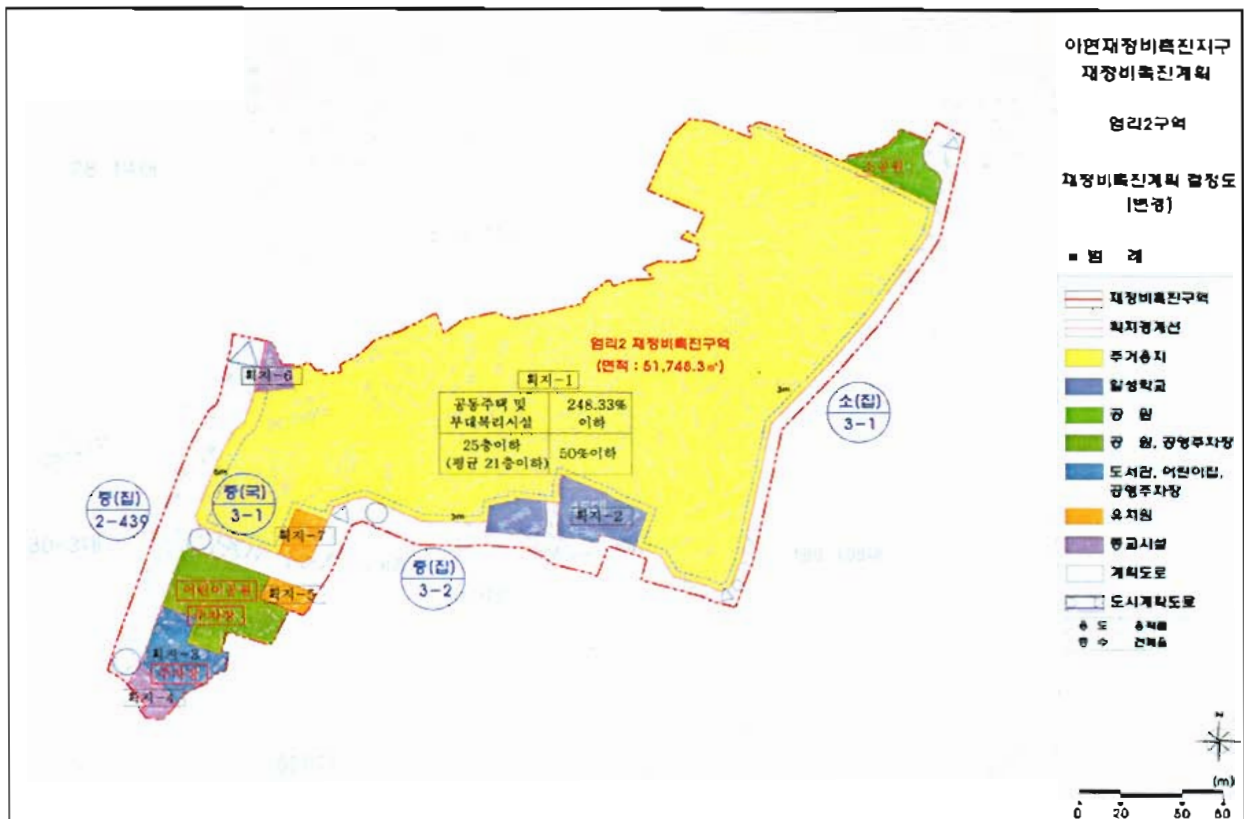 아현재정비촉진지구
재정비촉진계획
염리2구역
재정비촉진계획 결정도
(변경)
■ 범 례
재정비촉진구역
획지경계선
주거용지
일성학교
공 원
공 원, 공영주차장
도서관, 어린이집,
공영주차장
유치원
종교시설
계획도로
도시계획도로
용 도 용적률
층 수 건폐율
N
(m)
0 20 50 80
소공원
염리2 재정비촉진구역
(면적 : 51,748.3㎡)
획지-1
공동주택 및
부대복리시설
248.33%
이하
25층이하
(평균 21층이하)
50%이하
획지-6
소(집)
3-1
3m
중(집)
2-439
6m
중(국)
3-1
획지-7
3m
획지-2
중(집)
3-2
어린이공원
획지-5
주차장
획지-3
주차장
획지-4